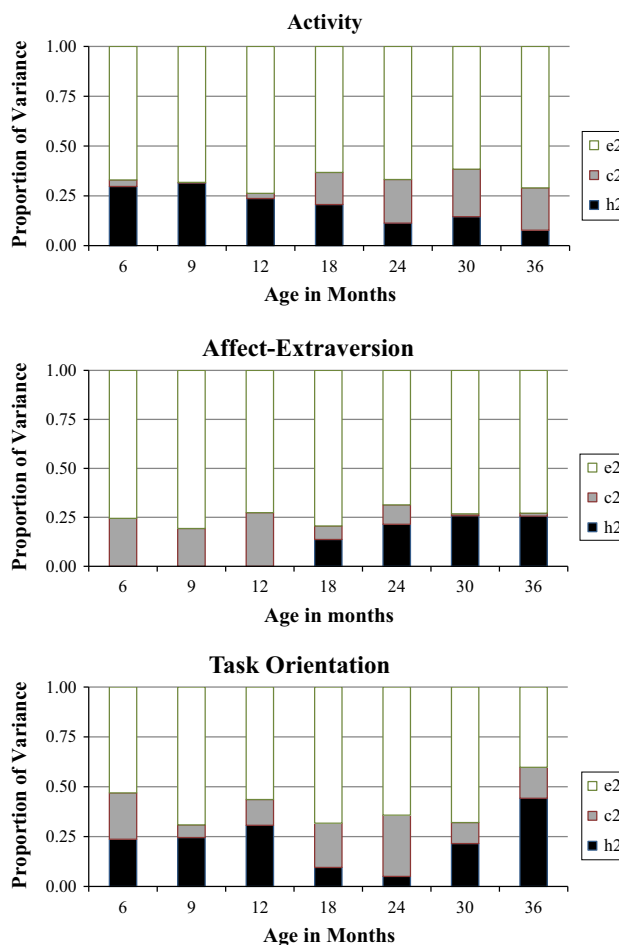 Activity
Proportion of Variance
1.00
0.75
0.50
0.25
0.00
6 9 12 18 24 30 36
Age in Months
e2
c2
h2
Affect-Extraversion
Proportion of Variance
1.00
0.75
0.50
0.25
0.00
6 9 12 18 24 30 36
Age in months
e2
c2
h2
Task Orientation
Proportion of Variance
1.00
0.75
0.50
0.25
0.00
6 9 12 18 24 30 36
Age in Months
e2
c2
h2